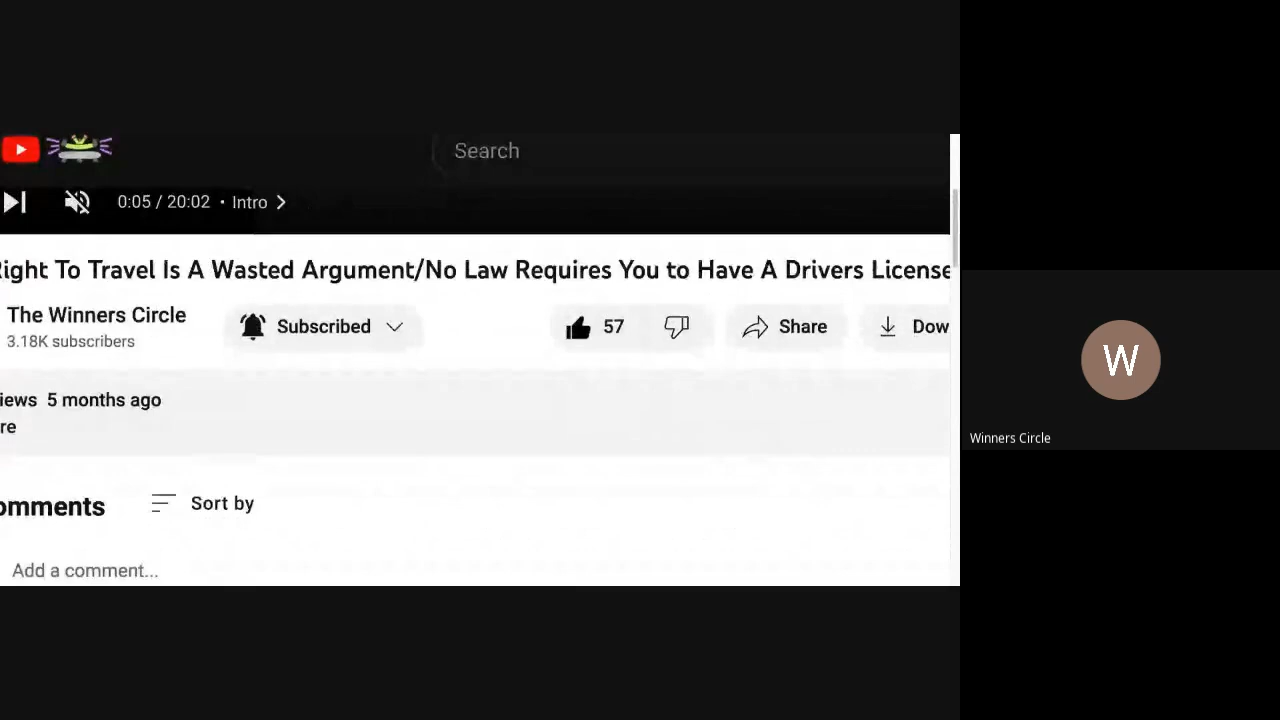 Search
0:05 / 20:02 • Intro
Right To Travel Is A Wasted Argument/No Law Requires You to Have A Drivers License
The Winners Circle
3.18K subscribers
Subscribed
57
Share
Dow
iews 5 months ago
re
omments
Sort by
Add a comment...
W
Winners Circle